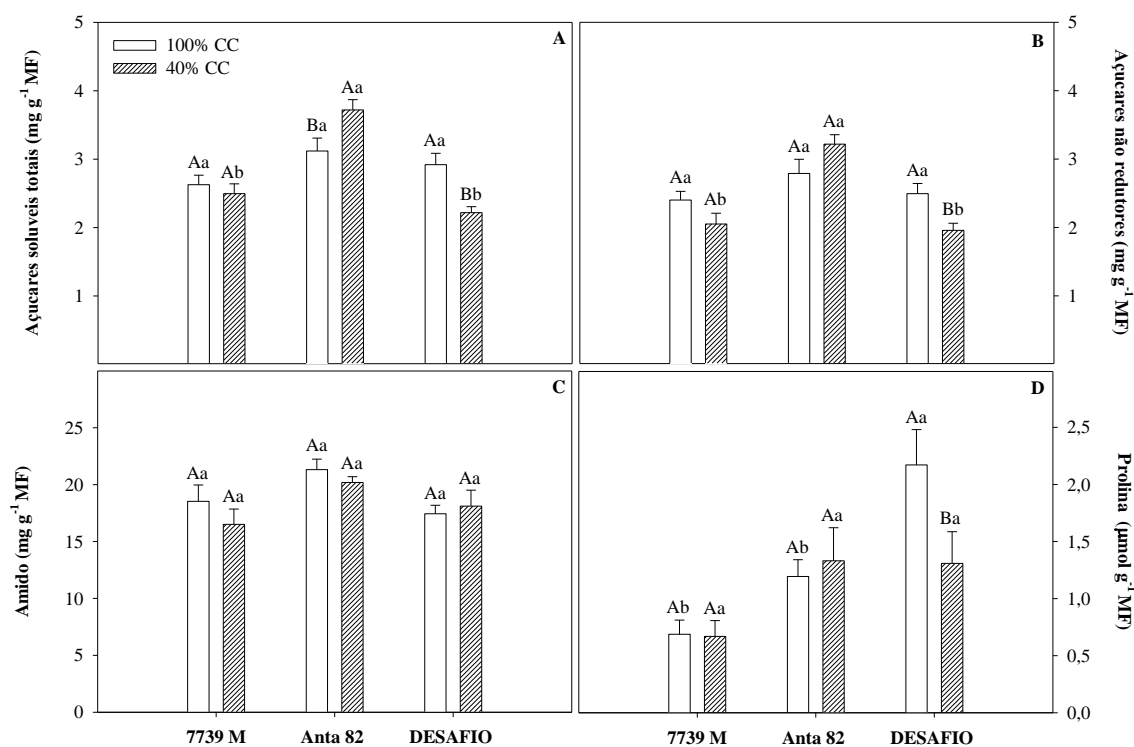 5
4
3
2
1
Açucares soluveis totais (mg g⁻¹ MF)
100% CC
40% CC
A
Aa
Ab
Ba
Aa
Aa
Bb
5
4
3
2
1
Açucares não redutores (mg g⁻¹ MF)
B
Aa
Ab
Aa
Aa
Aa
Bb
25
20
15
10
5
0
Amido (mg g⁻¹ MF)
C
Aa
Aa
Aa
Aa
Aa
Aa
7739 M Anta 82 DESAFIO
2,5
2,0
1,5
1,0
0,5
0,0
Prolina (µmol g⁻¹ MF)
D
Ab
Aa
Ab
Aa
Aa
Ba
7739 M Anta 82 DESAFIO